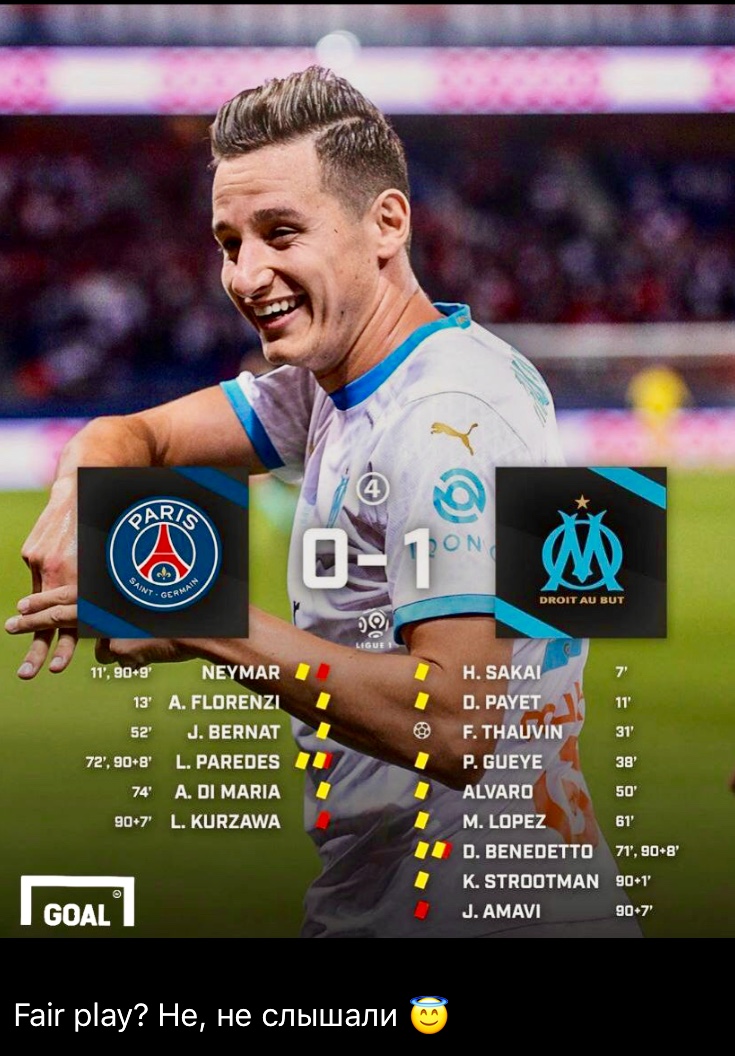 ④
PARIS
SAINT-GERMAIN
0-1
DROIT AU BUT
LIGUE 1
11', 90+9' NEYMAR
H. SAKAI 7'
13' A. FLORENZI
D. PAYET 11'
52' J. BERNAT
F. THAUVIN 31'
72', 90+8' L. PAREDES
P. GUEYE 38'
74' A. DI MARIA
ALVARO 50'
90+7' L. KURZAWA
M. LOPEZ 61'
D. BENEDETTO 71', 90+8'
K. STROOTMAN 90+1'
J. AMAVI 90+7'
GOAL
Fair play? Не, не слышали 😇